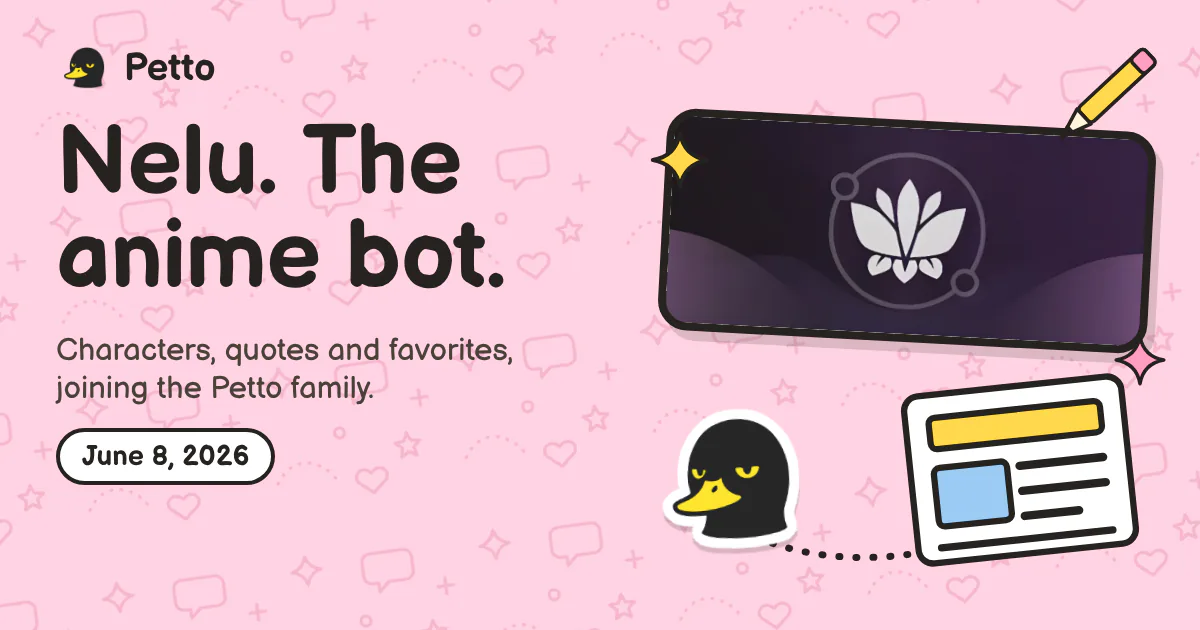 Petto
Nelu. The
anime bot.
Characters, quotes and favorites,
joining the Petto family.
June 8, 2026